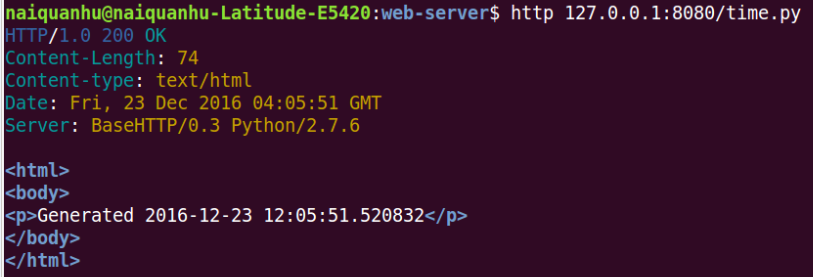 naiquanhu@naiquanhu-Latitude-E5420:web-server$ http 127.0.0.1:8080/time.py
HTTP/1.0 200 OK
Content-Length: 74
Content-type: text/html
Date: Fri, 23 Dec 2016 04:05:51 GMT
Server: BaseHTTP/0.3 Python/2.7.6
<html>
<body>
<p>Generated 2016-12-23 12:05:51.520832</p>
</body>
</html>